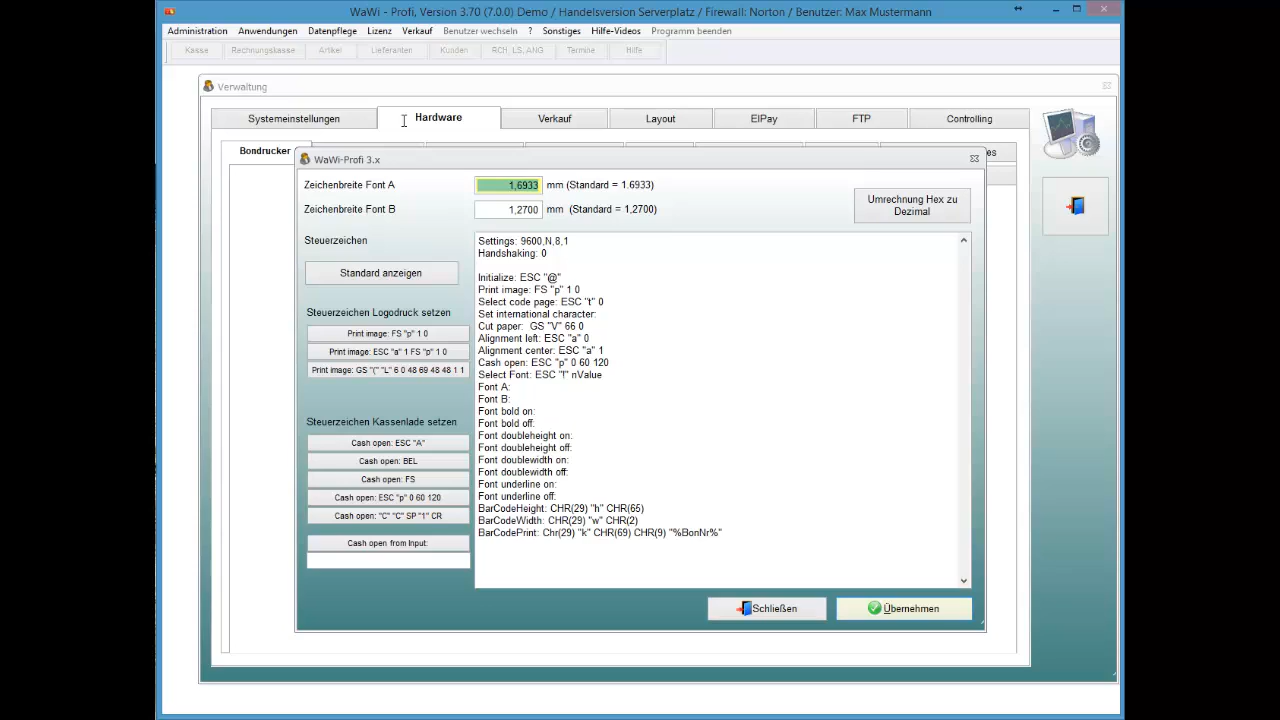 WaWi - Profi, Version 3.70 (7.0.0) Demo / Handelsversion Serverplatz / Firewall: Norton / Benutzer: Max Mustermann
Administration Anwendungen Datenpflege Lizenz Verkauf Benutzer wechseln ? Sonstiges Hilfe-Videos Programm beenden
Kasse Rechnungskasse Artikel Lieferanten Kunden RCH, LS, ANG Termine Hilfe
Verwaltung
Systemeinstellungen Hardware Verkauf Layout ElPay FTP Controlling
Bondrucker
WaWi-Profi 3.x
Zeichenbreite Font A 1,6933 mm (Standard = 1,6933)
Zeichenbreite Font B 1,2700 mm (Standard = 1,2700)
Umrechnung Hex zu
Dezimal
Steuerzeichen
Standard anzeigen
Steuerzeichen Logodruck setzen
Print image: FS "p" 1 0
Print image: ESC "a" 1 FS "p" 1 0
Print image: GS "(" "L" 6 0 48 69 48 48 1 1
Steuerzeichen Kassenlade setzen
Cash open: ESC "A"
Cash open: BEL
Cash open: FS
Cash open: ESC "p" 0 60 120
Cash open: "C" "C" SP "1" CR
Cash open from Input:
Settings: 9600,N,8,1
Handshaking: 0
Initialize: ESC "@"
Print image: FS "p" 1 0
Select code page: ESC "t" 0
Set international character:
Cut paper:  GS "V" 66 0
Alignment left: ESC "a" 0
Alignment center: ESC "a" 1
Cash open: ESC "p" 0 60 120
Select Font: ESC "!" nValue
Font A:
Font B:
Font bold on:
Font bold off:
Font doubleheight on:
Font doubleheight off:
Font doublewidth on:
Font doublewidth off:
Font underline on:
Font underline off:
BarCodeHeight: CHR(29) "h" CHR(65)
BarCodeWidth: CHR(29) "w" CHR(2)
BarCodePrint: Chr(29) "k" CHR(69) CHR(9) "%BonNr%"
Schließen Übernehmen